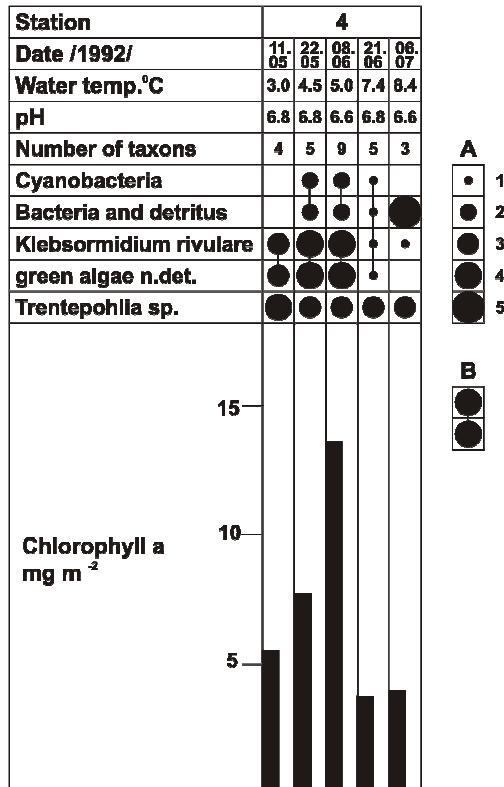 Station 4
Date /1992/ 11.05 22.05 08.06 21.06 06.07
Water temp.⁰C 3.0 4.5 5.0 7.4 8.4
pH 6.8 6.8 6.6 6.8 6.6
Number of taxons 4 5 9 5 3
A
Cyanobacteria 1
Bacteria and detritus 2
Klebsormidium rivulare 3
green algae n.det. 4
Trentepohlia sp. 5
B
15
10
Chlorophyll a
mg m⁻²
5